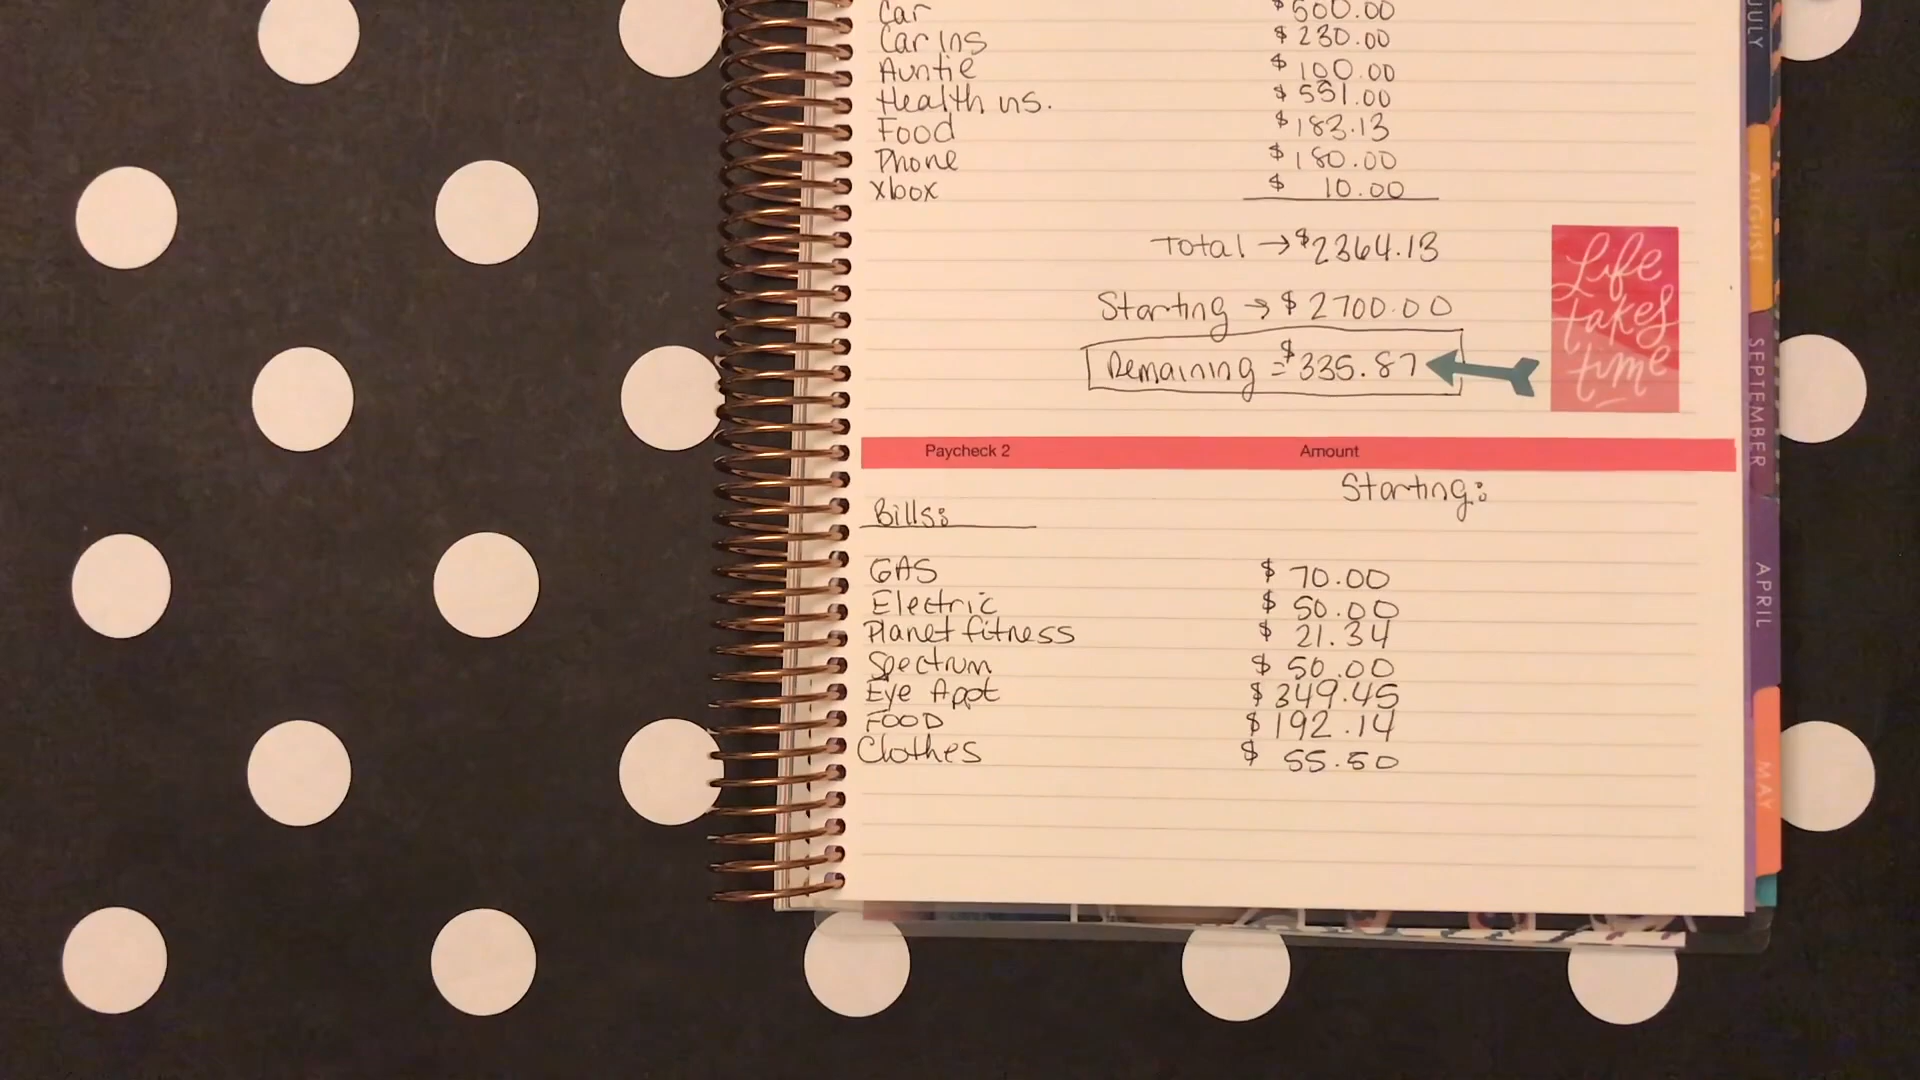 Car $500.00
Car Ins $230.00
Auntie $100.00
Health ins. $551.00
Food $183.13
Phone $180.00
Xbox $10.00
Total → $2364.13
Starting → $2700.00
Remaining = $335.87
Life
takes
time
Paycheck 2 Amount
Starting:
Bills:
GAS $70.00
Electric $50.00
Planet fitness $21.34
Spectrum $50.00
Eye Appt $349.45
FOOD $192.14
Clothes $55.50
JULY
AUGUST
SEPTEMBER
APRIL
MAY